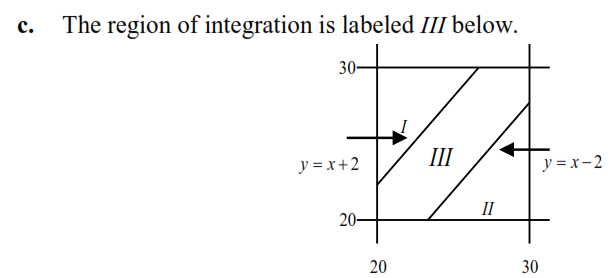 c. The region of integration is labeled III below.
30
I
y = x+2
III
y = x−2
II
20
20
30